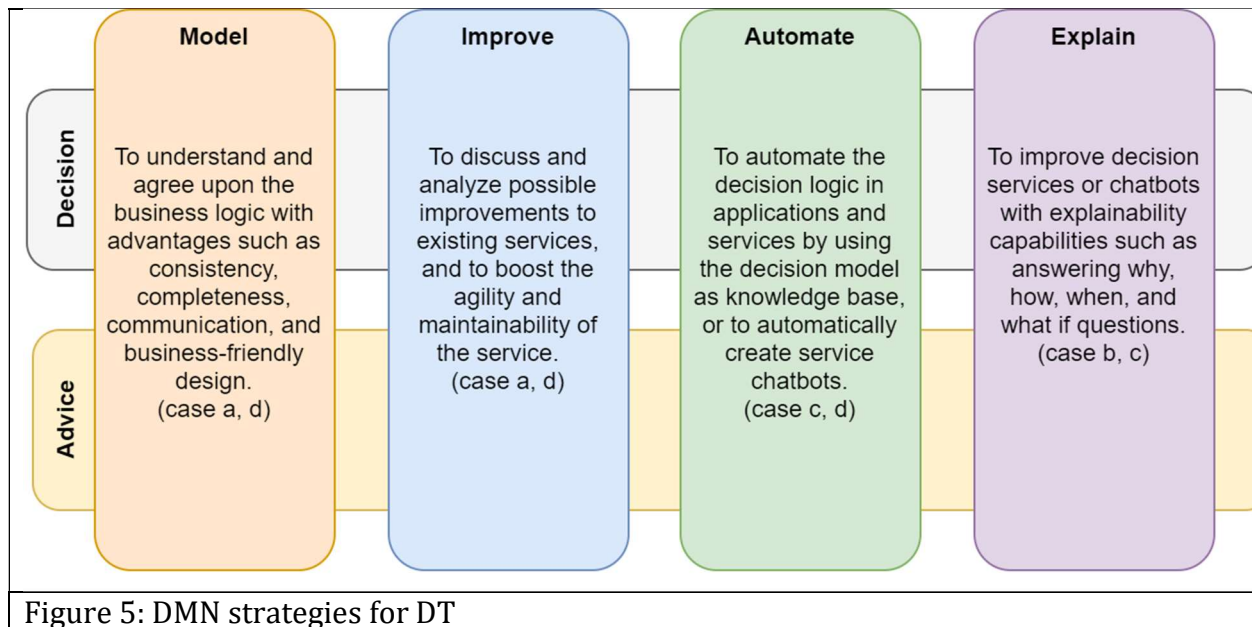 Model
Improve
Automate
Explain
Decision
Advice
To understand and
agree upon the
business logic with
advantages such as
consistency,
completeness,
communication, and
business-friendly
design.
(case a, d)
To discuss and
analyze possible
improvements to
existing services,
and to boost the
agility and
maintainability of
the service.
(case a, d)
To automate the
decision logic in
applications and
services by using
the decision model
as knowledge base,
or to automatically
create service
chatbots.
(case c, d)
To improve decision
services or chatbots
with explainability
capabilities such as
answering why,
how, when, and
what if questions.
(case b, c)
Figure 5: DMN strategies for DT